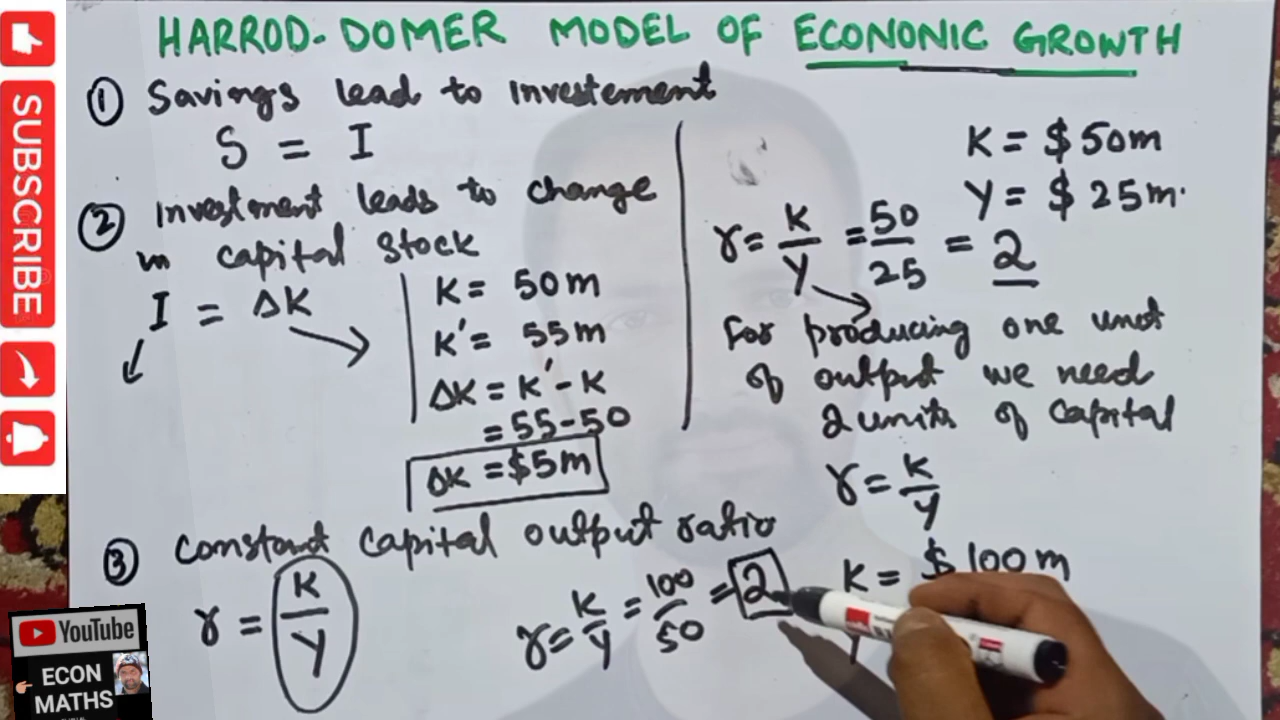 HARROD-DOMER MODEL OF ECONONIC GROWTH
① Savings lead to Investement
S = I
② Investment leads to change
in capital stock
I = ΔK
K = 50m
K' = 55m
ΔK = K' - K
= 55-50
ΔK = $5m
K = $50m
Y = $25m.
r = K/Y = 50/25 = 2
For producing one unit
of output we need
2 units of capital
r = K/Y
③ Constant capital output ratio
r = K/Y
r = K/Y = 100/50 = 2
K = $100m
SUBSCRIBE
YouTube
ECON
MATHS